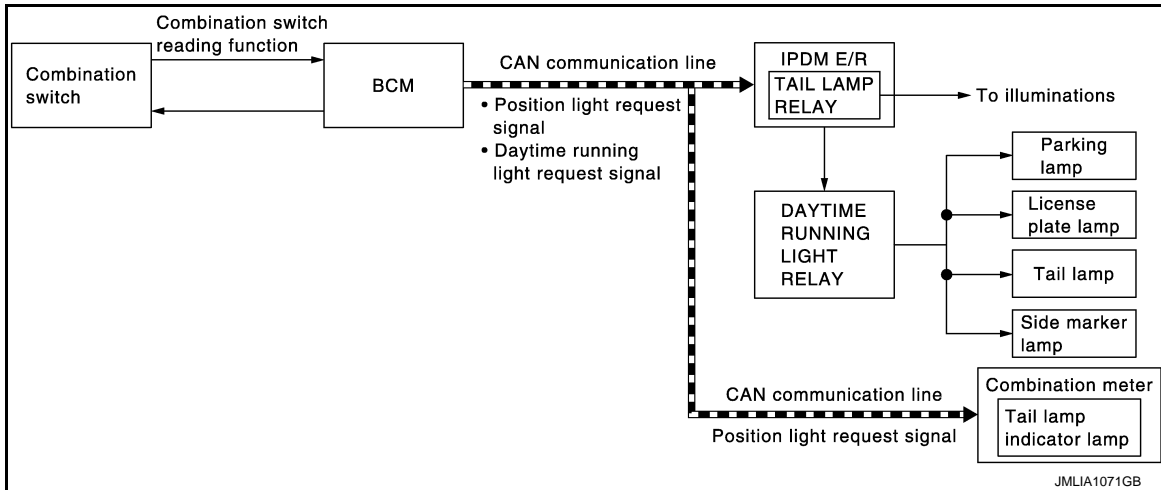 Combination switch
reading function
Combination
switch
BCM
CAN communication line
• Position light request
signal
• Daytime running
light request signal
IPDM E/R
TAIL LAMP
RELAY
To illuminations
DAYTIME
RUNNING
LIGHT
RELAY
Parking
lamp
License
plate lamp
Tail lamp
Side marker
lamp
CAN communication line
Position light request signal
Combination meter
Tail lamp
indicator lamp
JMLIA1071GB